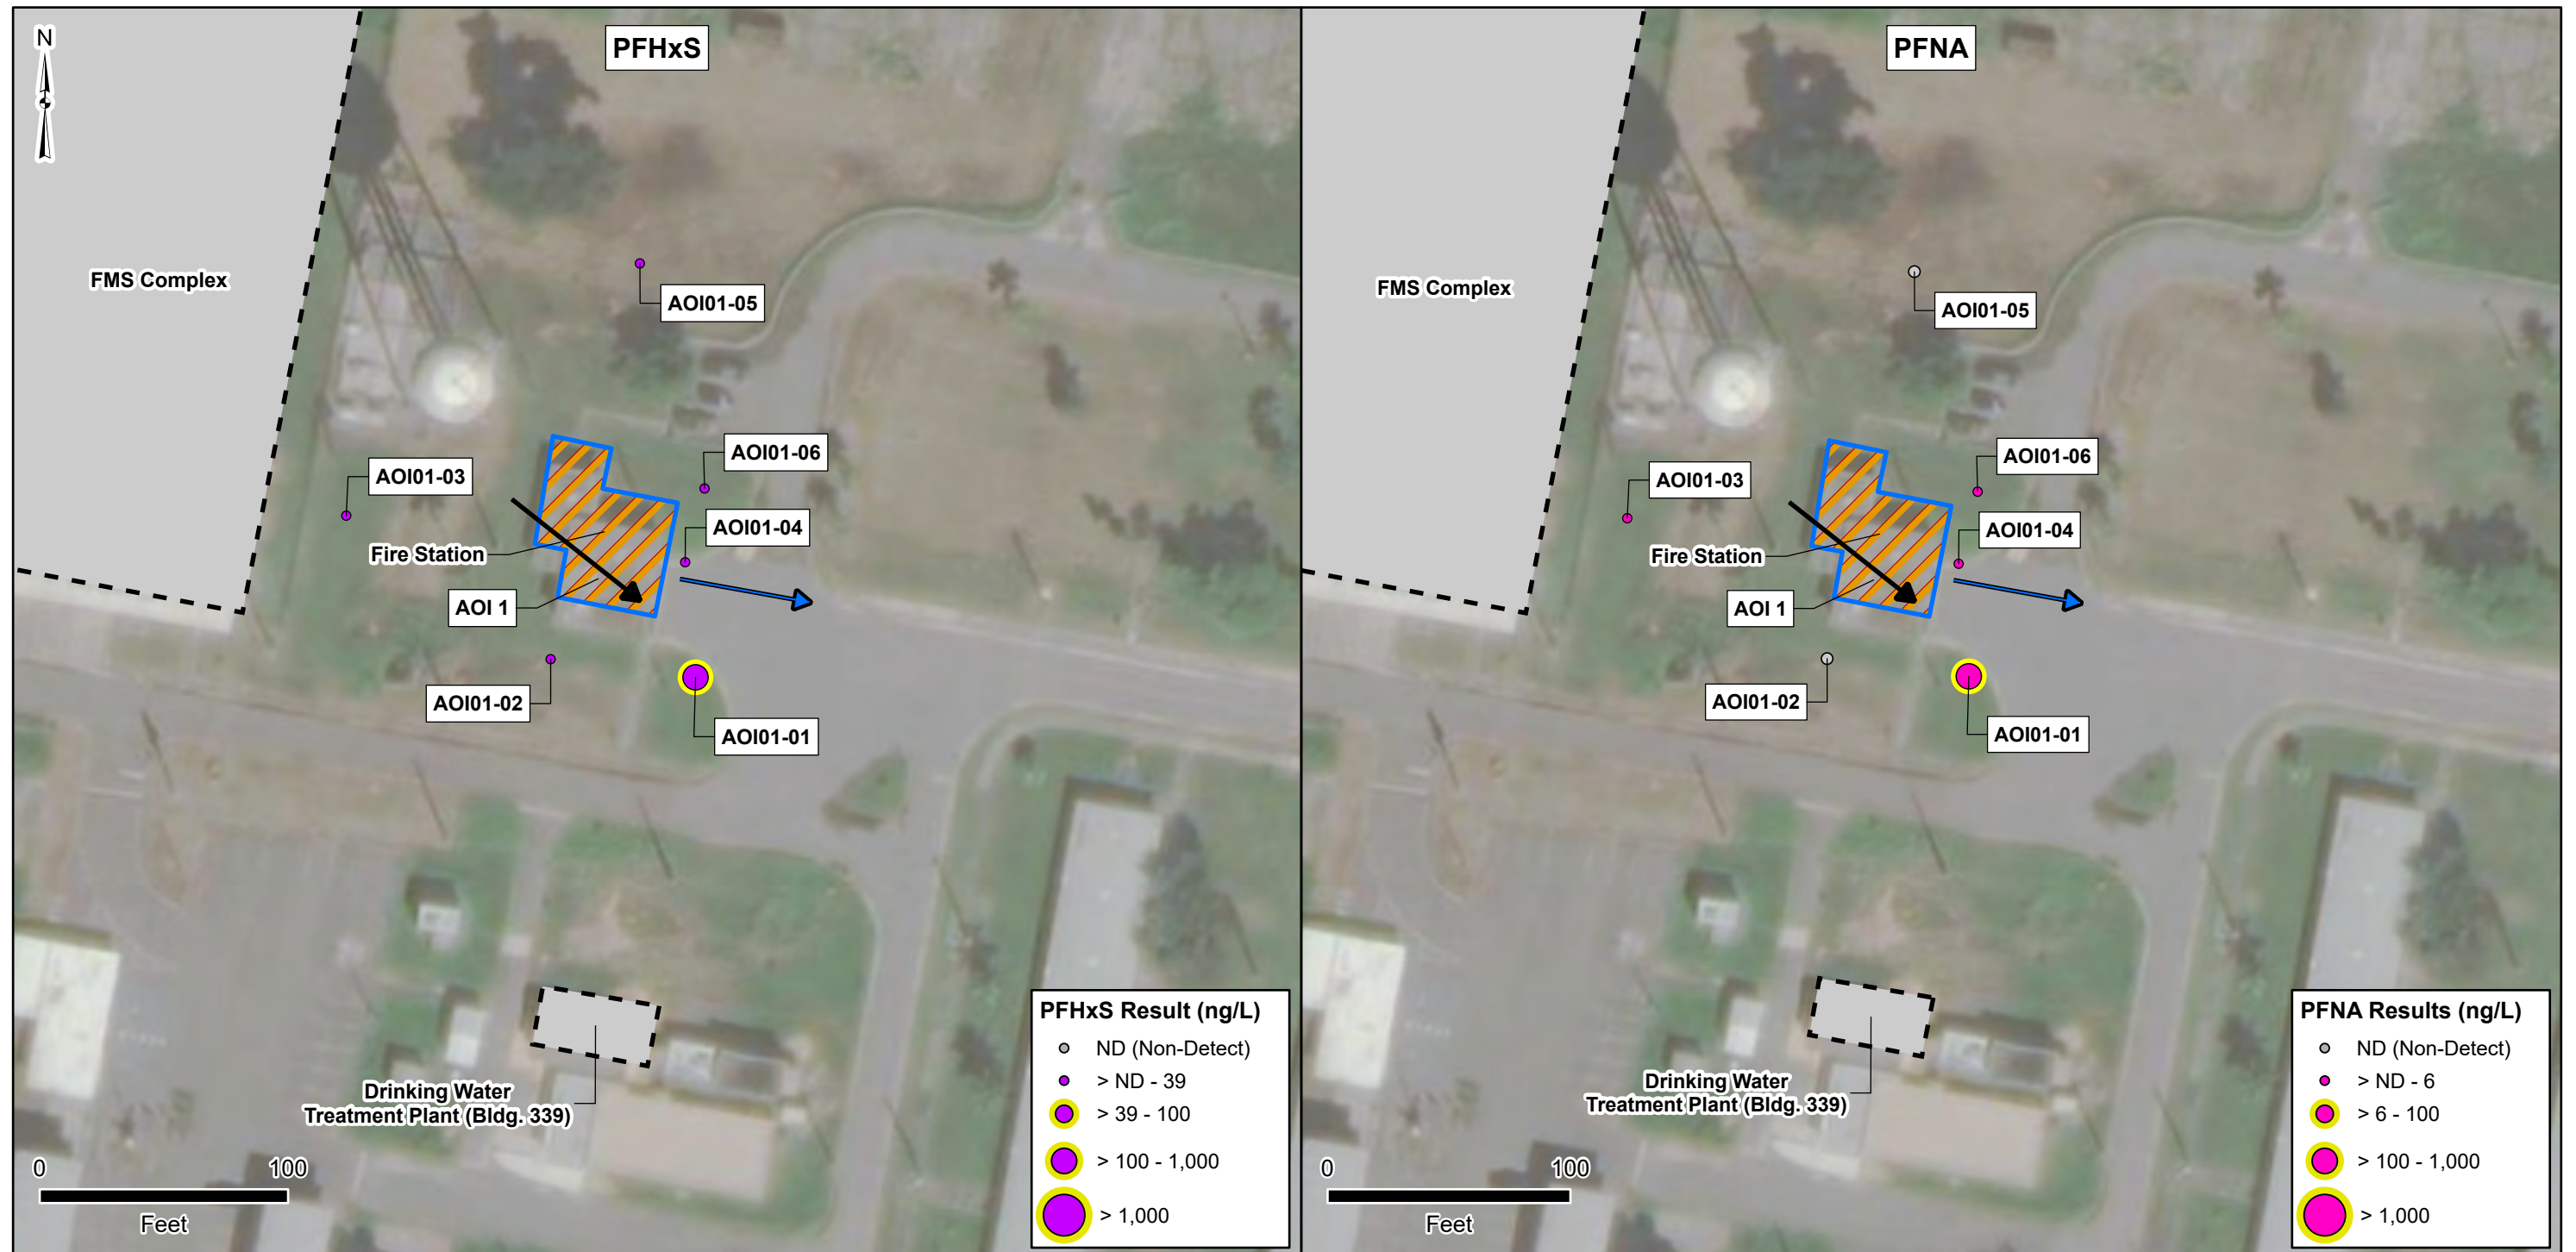 N
PFHxS
FMS Complex
AOI01-05
AOI01-06
AOI01-03
AOI01-04
Fire Station
AOI 1
AOI01-02
AOI01-01
Drinking Water
Treatment Plant (Bldg. 339)
0 100
Feet
PFHxS Result (ng/L)
ND (Non-Detect)
> ND - 39
> 39 - 100
> 100 - 1,000
> 1,000
PFNA
FMS Complex
AOI01-05
AOI01-06
AOI01-03
AOI01-04
Fire Station
AOI 1
AOI01-02
AOI01-01
Drinking Water
Treatment Plant (Bldg. 339)
0 100
Feet
PFNA Results (ng/L)
ND (Non-Detect)
> ND - 6
> 6 - 100
> 100 - 1,000
> 1,000